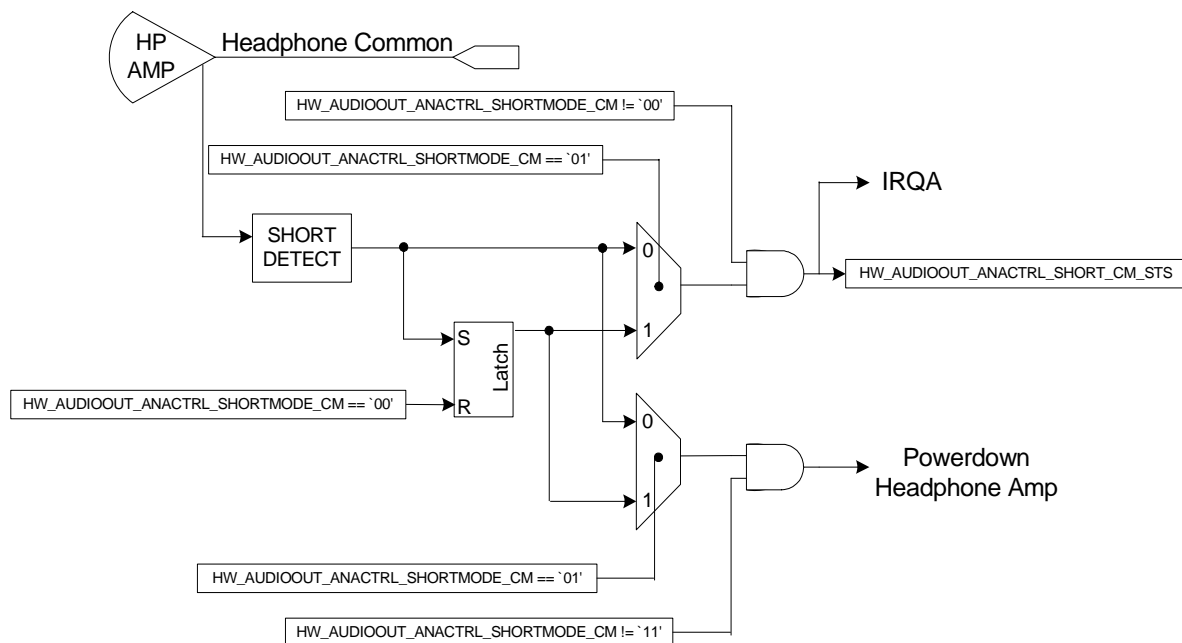 HP
AMP
Headphone Common
HW_AUDIOOUT_ANACTRL_SHORTMODE_CM != `00'
HW_AUDIOOUT_ANACTRL_SHORTMODE_CM == `01'
IRQA
SHORT
DETECT
0
HW_AUDIOOUT_ANACTRL_SHORT_CM_STS
1
S
Latch
R
HW_AUDIOOUT_ANACTRL_SHORTMODE_CM == `00'
0
Powerdown
Headphone Amp
1
HW_AUDIOOUT_ANACTRL_SHORTMODE_CM == `01'
HW_AUDIOOUT_ANACTRL_SHORTMODE_CM != `11'